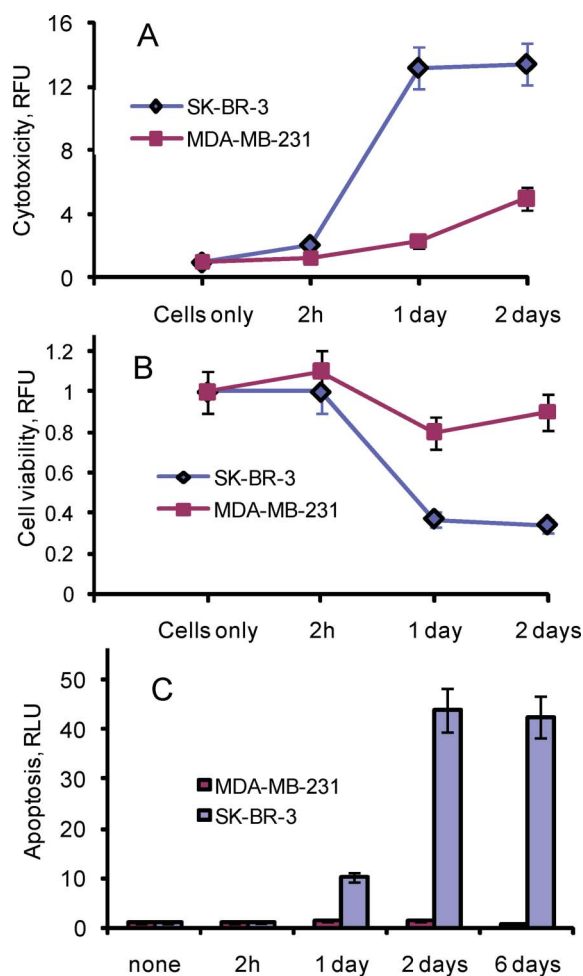 A
Cytotoxicity, RFU
16
12
8
4
0
SK-BR-3
MDA-MB-231
Cells only 2h 1 day 2 days
B
Cell viability, RFU
1.2
1
0.8
0.6
0.4
0.2
0
SK-BR-3
MDA-MB-231
Cells only 2h 1 day 2 days
C
Apoptosis, RLU
50
40
30
20
10
0
MDA-MB-231
SK-BR-3
none 2h 1 day 2 days 6 days